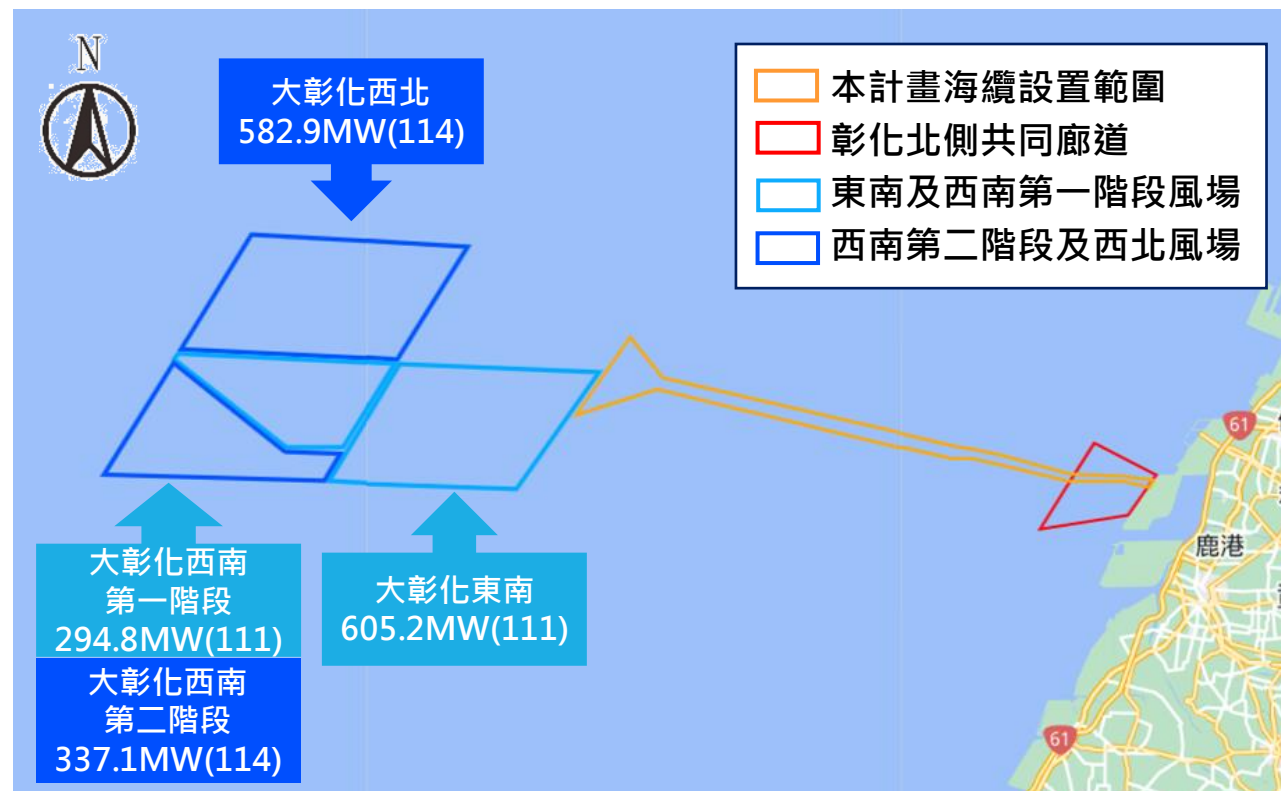 N
大彰化西北
582.9MW(114)
本計畫海纜設置範圍
彰化北側共同廊道
東南及西南第一階段風場
西南第二階段及西北風場
61
鹿港
大彰化西南
第一階段
294.8MW(111)
大彰化東南
605.2MW(111)
大彰化西南
第二階段
337.1MW(114)
61